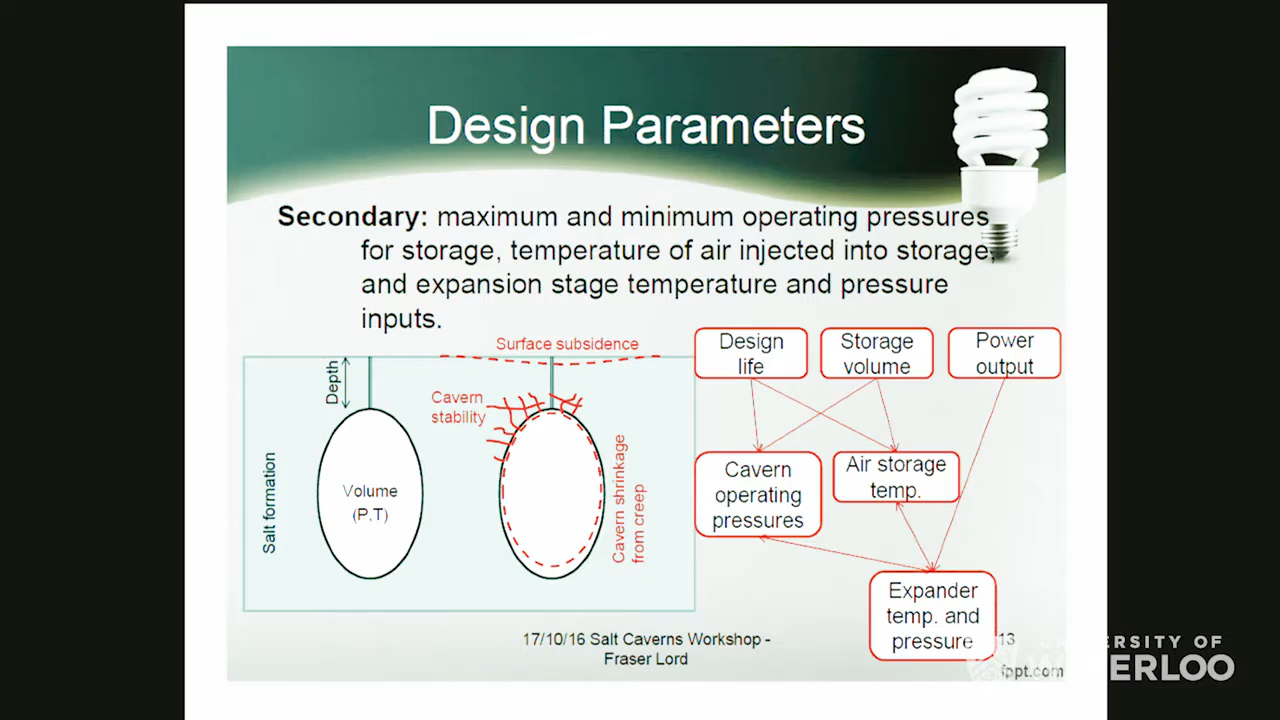 Design Parameters
Secondary: maximum and minimum operating pressures
for storage, temperature of air injected into storage,
and expansion stage temperature and pressure
inputs.
Surface subsidence
Depth
Cavern
stability
Salt formation
Volume
(P.T)
Cavern shrinkage
from creep
Design
life
Storage
volume
Power
output
Cavern
operating
pressures
Air storage
temp.
Expander
temp. and
pressure
17/10/16 Salt Caverns Workshop -
Fraser Lord
13
fppt.com